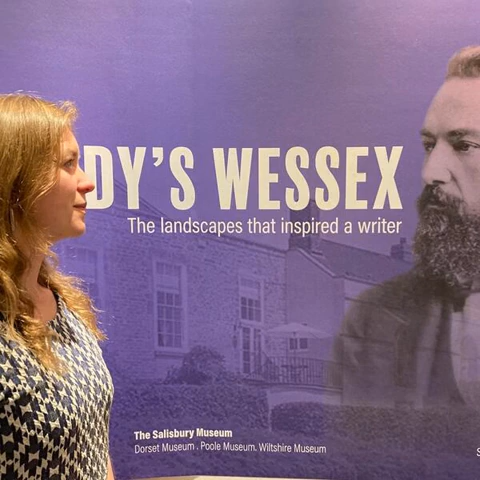 DY'S WESSEX
The landscapes that inspired a writer
The Salisbury Museum
Dorset Museum . Poole Museum. Wiltshire Museum
S